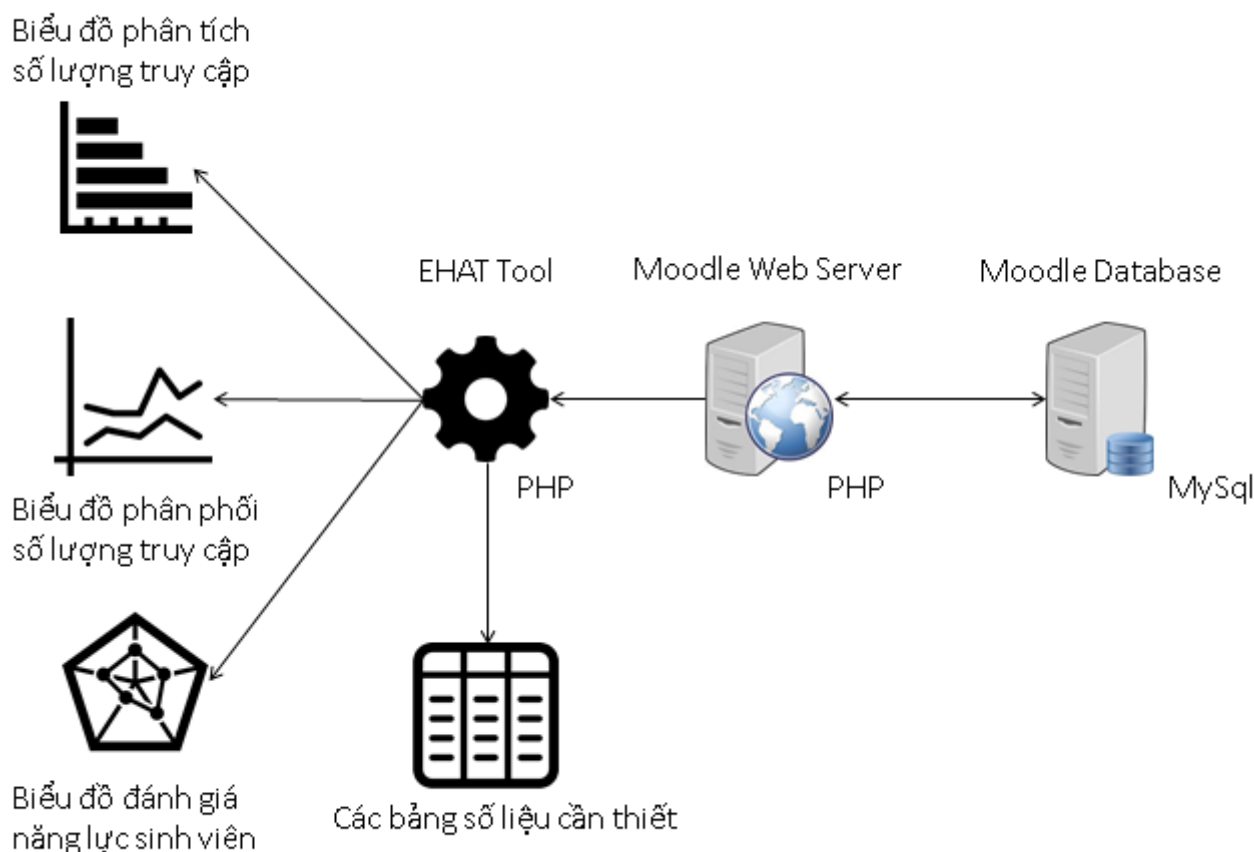 Biểu đồ phân tích
số lượng truy cập
EHAT Tool
Moodle Web Server
Moodle Database
PHP
PHP
MySql
Biểu đồ phân phối
số lượng truy cập
Biểu đồ đánh giá
năng lực sinh viên
Các bảng số liệu cần thiết